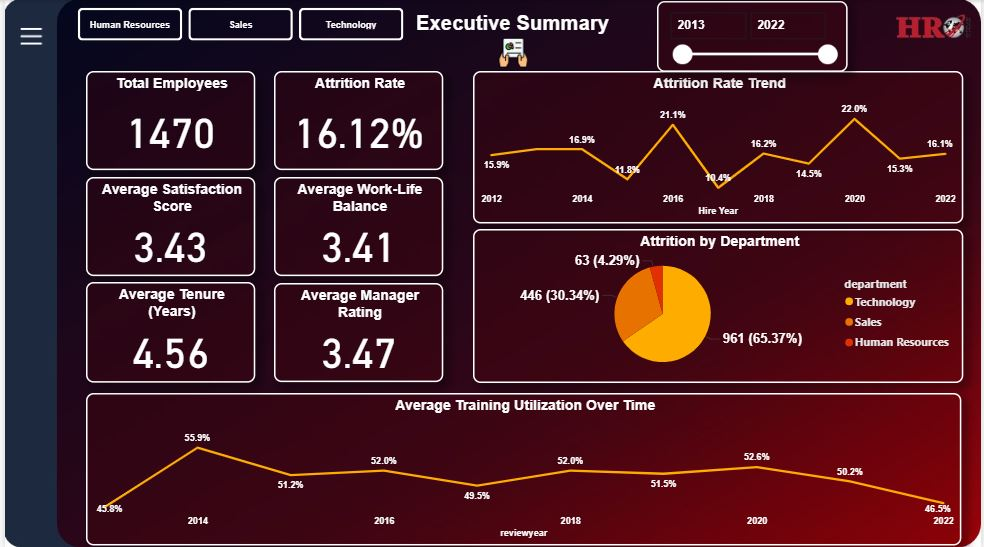 Human Resources
Sales
Technology
Executive Summary
2013
2022
HR
Total Employees
1470
Attrition Rate
16.12%
Average Satisfaction
Score
3.43
Average Work-Life
Balance
3.41
Average Tenure
(Years)
4.56
Average Manager
Rating
3.47
Attrition Rate Trend
15.9%
16.9%
11.8%
21.1%
10.4%
16.2%
14.5%
22.0%
15.3%
16.1%
2012
2014
2016
2018
2020
2022
Hire Year
Attrition by Department
63 (4.29%)
446 (30.34%)
961 (65.37%)
department
Technology
Sales
Human Resources
Average Training Utilization Over Time
45.8%
55.9%
51.2%
52.0%
49.5%
52.0%
51.5%
52.6%
50.2%
46.5%
2014
2016
2018
2020
2022
reviewyear